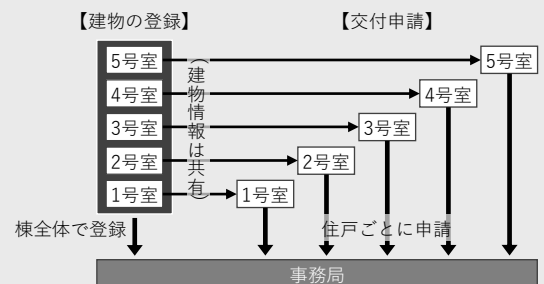 【建物の登録】
【交付申請】
5号室
4号室
3号室
2号室
1号室
（建物情報は共有）
5号室
4号室
3号室
2号室
1号室
棟全体で登録
住戸ごとに申請
事務局